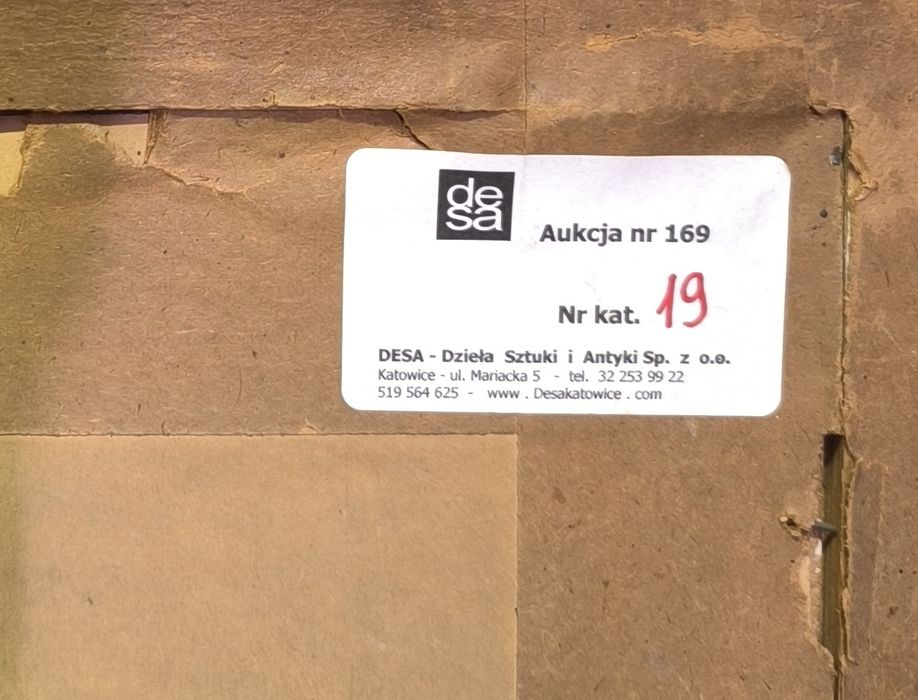 de
sa
Aukcja nr 169
Nr kat. 19
DESA - Dzieła Sztuki i Antyki Sp. z o.o.
Katowice - ul. Mariacka 5 - tel. 32 253 99 22
519 564 625 - www . Desakatowice . com